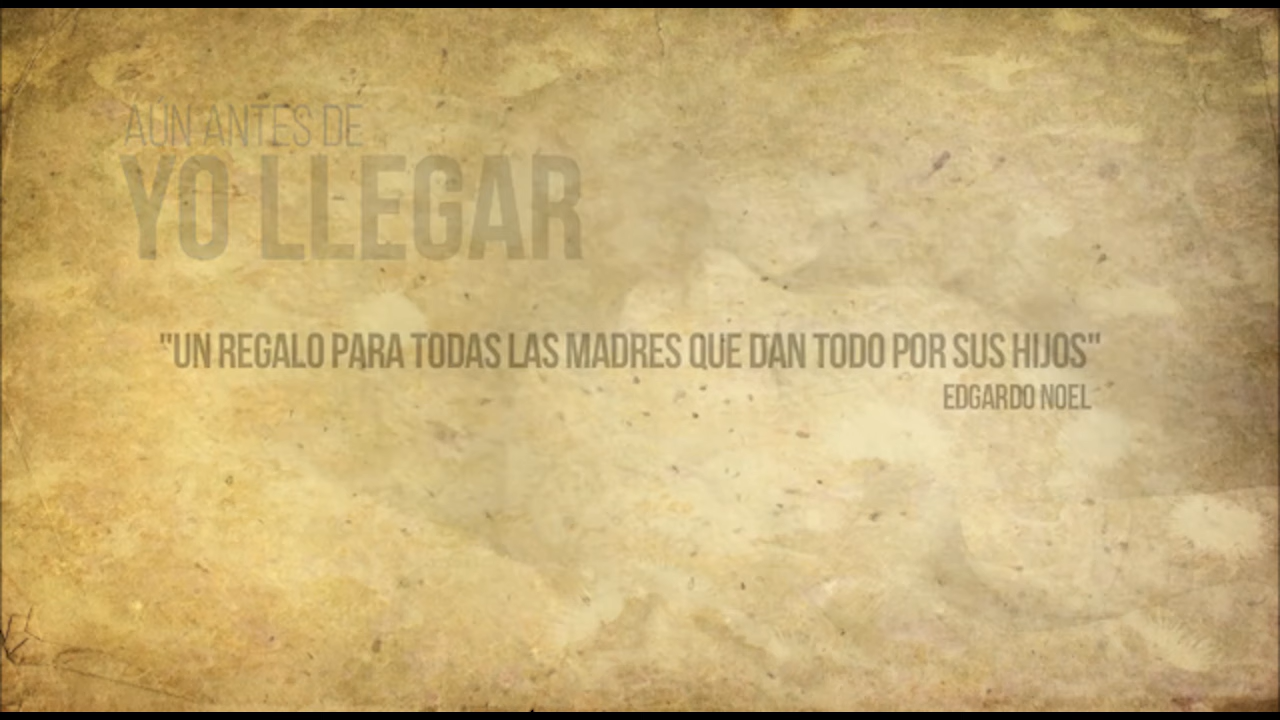 AÚN ANTES DE
YO LLEGAR
"UN REGALO PARA TODAS LAS MADRES QUE DAN TODO POR SUS HIJOS"
EDGARDO NOEL